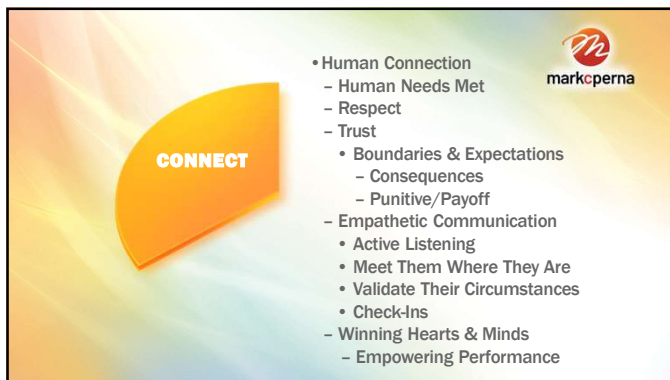 • Human Connection
– Human Needs Met
– Respect
– Trust
• Boundaries & Expectations
– Consequences
– Punitive/Payoff
– Empathetic Communication
• Active Listening
• Meet Them Where They Are
• Validate Their Circumstances
• Check-Ins
– Winning Hearts & Minds
– Empowering Performance
CONNECT
m
markcperna